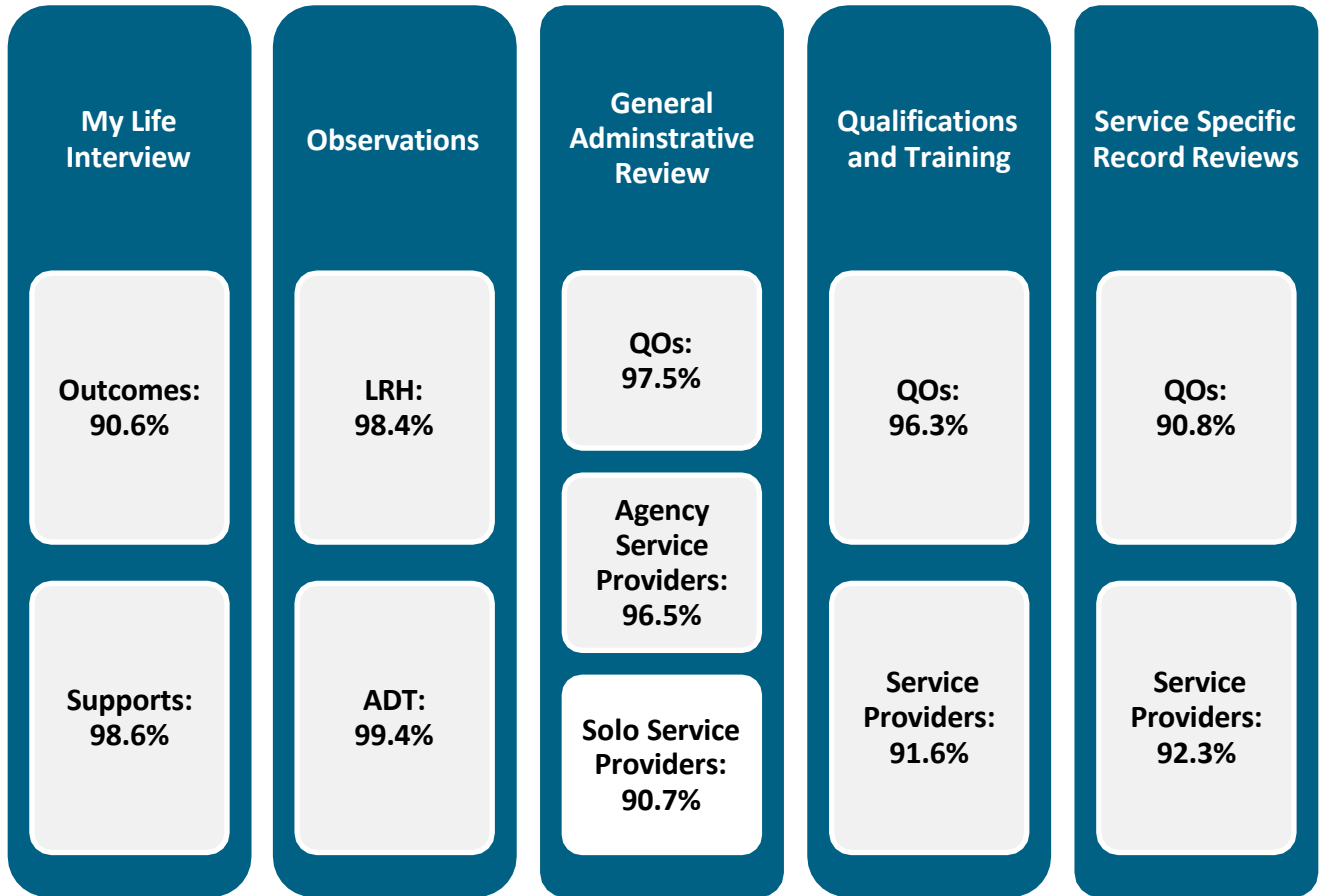 My Life
Interview
Outcomes:
90.6%
Supports:
98.6%
Observations
LRH:
98.4%
ADT:
99.4%
General
Adminstrative
Review
QOs:
97.5%
Agency
Service
Providers:
96.5%
Solo Service
Providers:
90.7%
Qualifications
and Training
QOs:
96.3%
Service
Providers:
91.6%
Service Specific
Record Reviews
QOs:
90.8%
Service
Providers:
92.3%